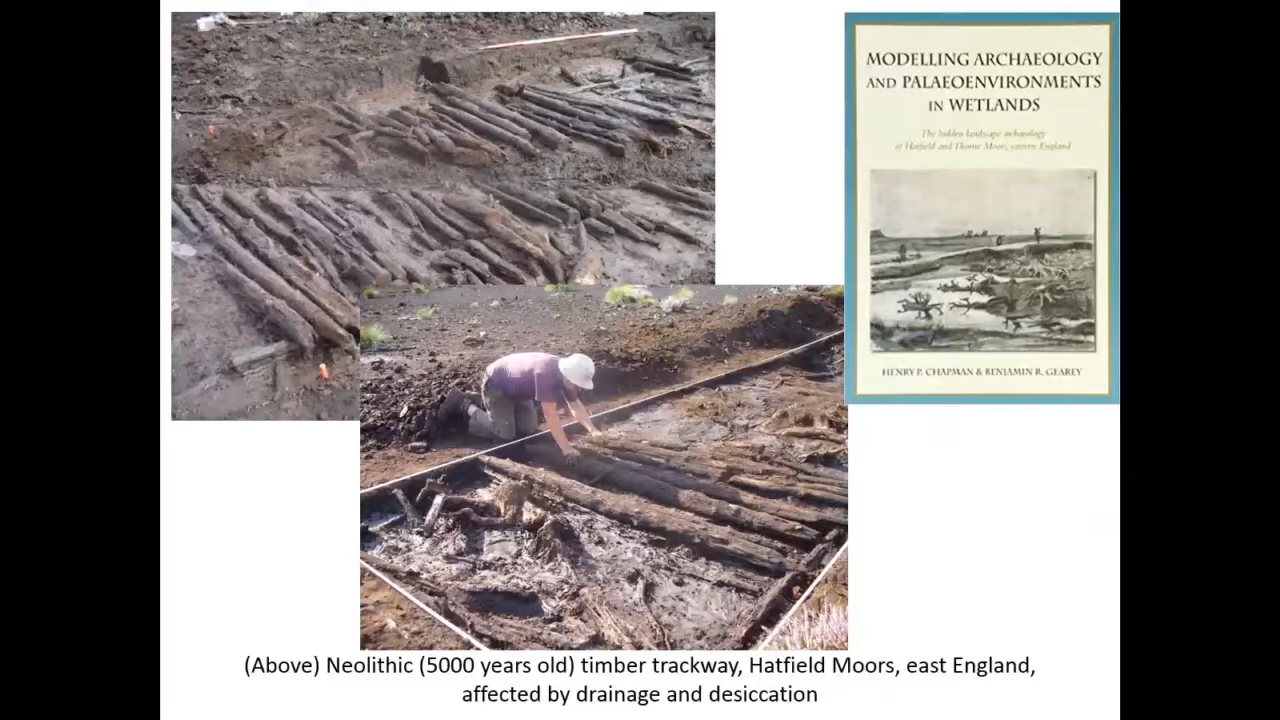 MODELLING ARCHAEOLOGY
AND PALAEOENVIRONMENTS
IN WETLANDS
The hidden landscape archaeology
of Hatfield and Thorne Moors, eastern England
HENRY P. CHAPMAN & BENJAMIN R. GEAREY
(Above) Neolithic (5000 years old) timber trackway, Hatfield Moors, east England,
affected by drainage and desiccation